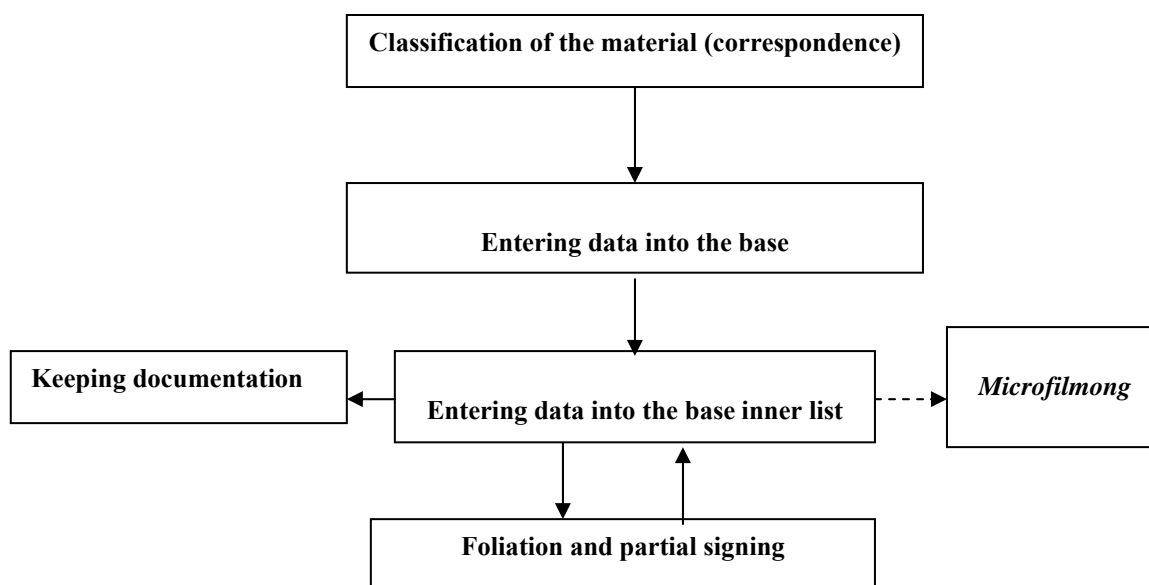 Classification of the material (correspondence)
Entering data into the base
Keeping documentation
Entering data into the base inner list
Microfilmong
Foliation and partial signing